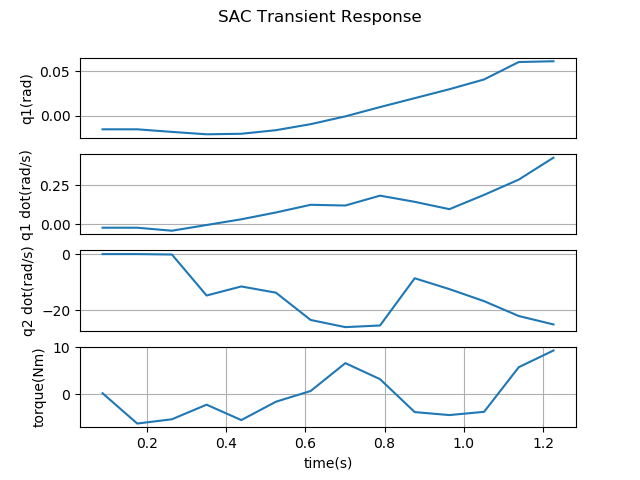 SAC Transient Response
q1(rad)
0.05
0.00
q1 dot(rad/s)
0.25
0.00
q2 dot(rad/s)
0
−20
torque(Nm)
10
0
0.2 0.4 0.6 0.8 1.0 1.2
time(s)